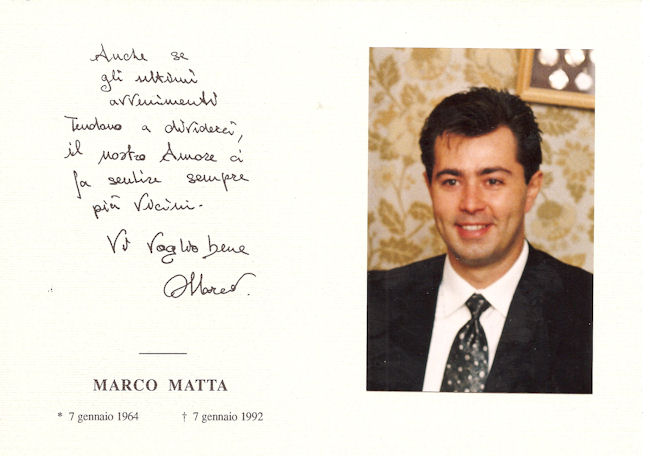 Anche se
gli ultimi
avvenimenti
Tendano a dividerci,
il nostro Amore ci
fa sentire sempre
più vicini.
Vi Voglio bene
Marco.
MARCO MATTA
* 7 gennaio 1964 † 7 gennaio 1992